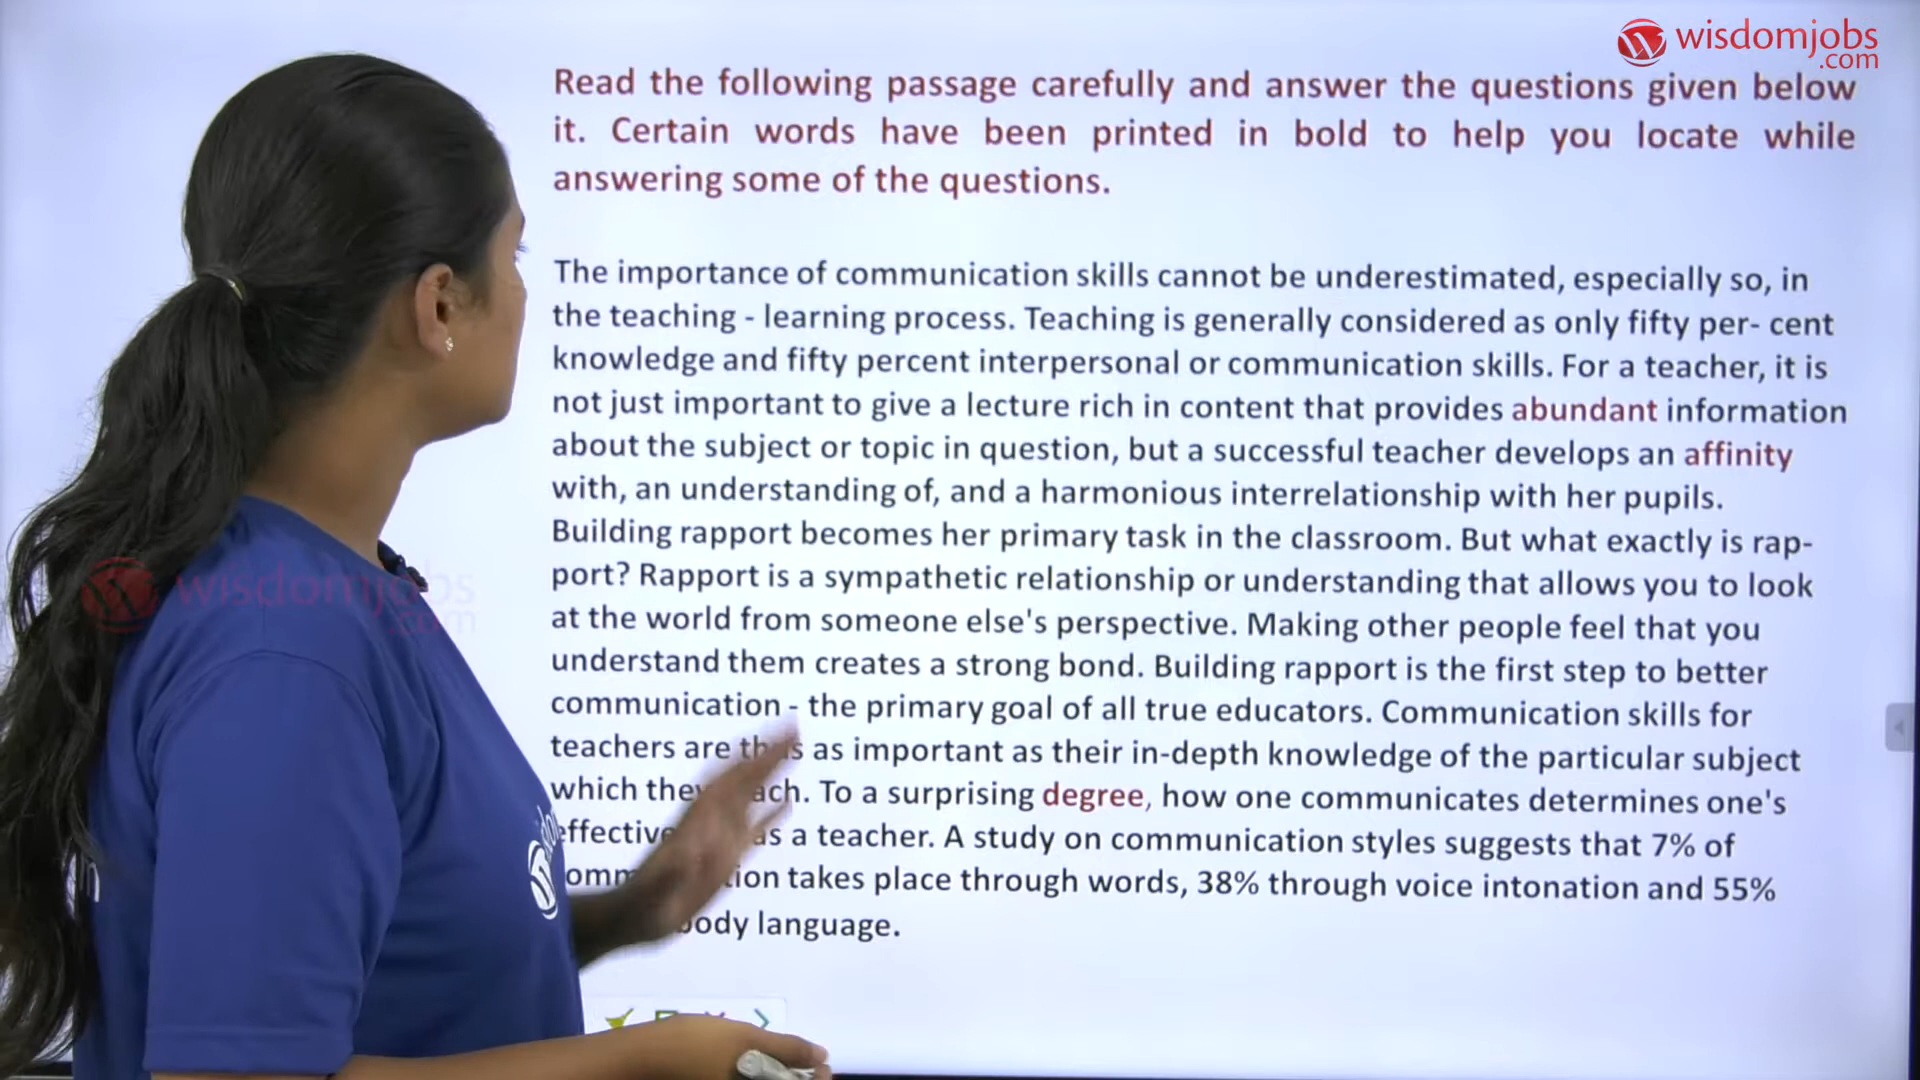 wisdomjobs
.com
Read the following passage carefully and answer the questions given below
it. Certain words have been printed in bold to help you locate while
answering some of the questions.
The importance of communication skills cannot be underestimated, especially so, in
the teaching - learning process. Teaching is generally considered as only fifty per- cent
knowledge and fifty percent interpersonal or communication skills. For a teacher, it is
not just important to give a lecture rich in content that provides abundant information
about the subject or topic in question, but a successful teacher develops an affinity
with, an understanding of, and a harmonious interrelationship with her pupils.
Building rapport becomes her primary task in the classroom. But what exactly is rap-
port? Rapport is a sympathetic relationship or understanding that allows you to look
at the world from someone else's perspective. Making other people feel that you
understand them creates a strong bond. Building rapport is the first step to better
communication - the primary goal of all true educators. Communication skills for
teachers are thus as important as their in-depth knowledge of the particular subject
which they To a surprising degree, how one communicates determines one's
as a teacher. A study on communication styles suggests that 7% of
takes place through words, 38% through voice intonation and 55%
body language.
wisdomjobs
.com